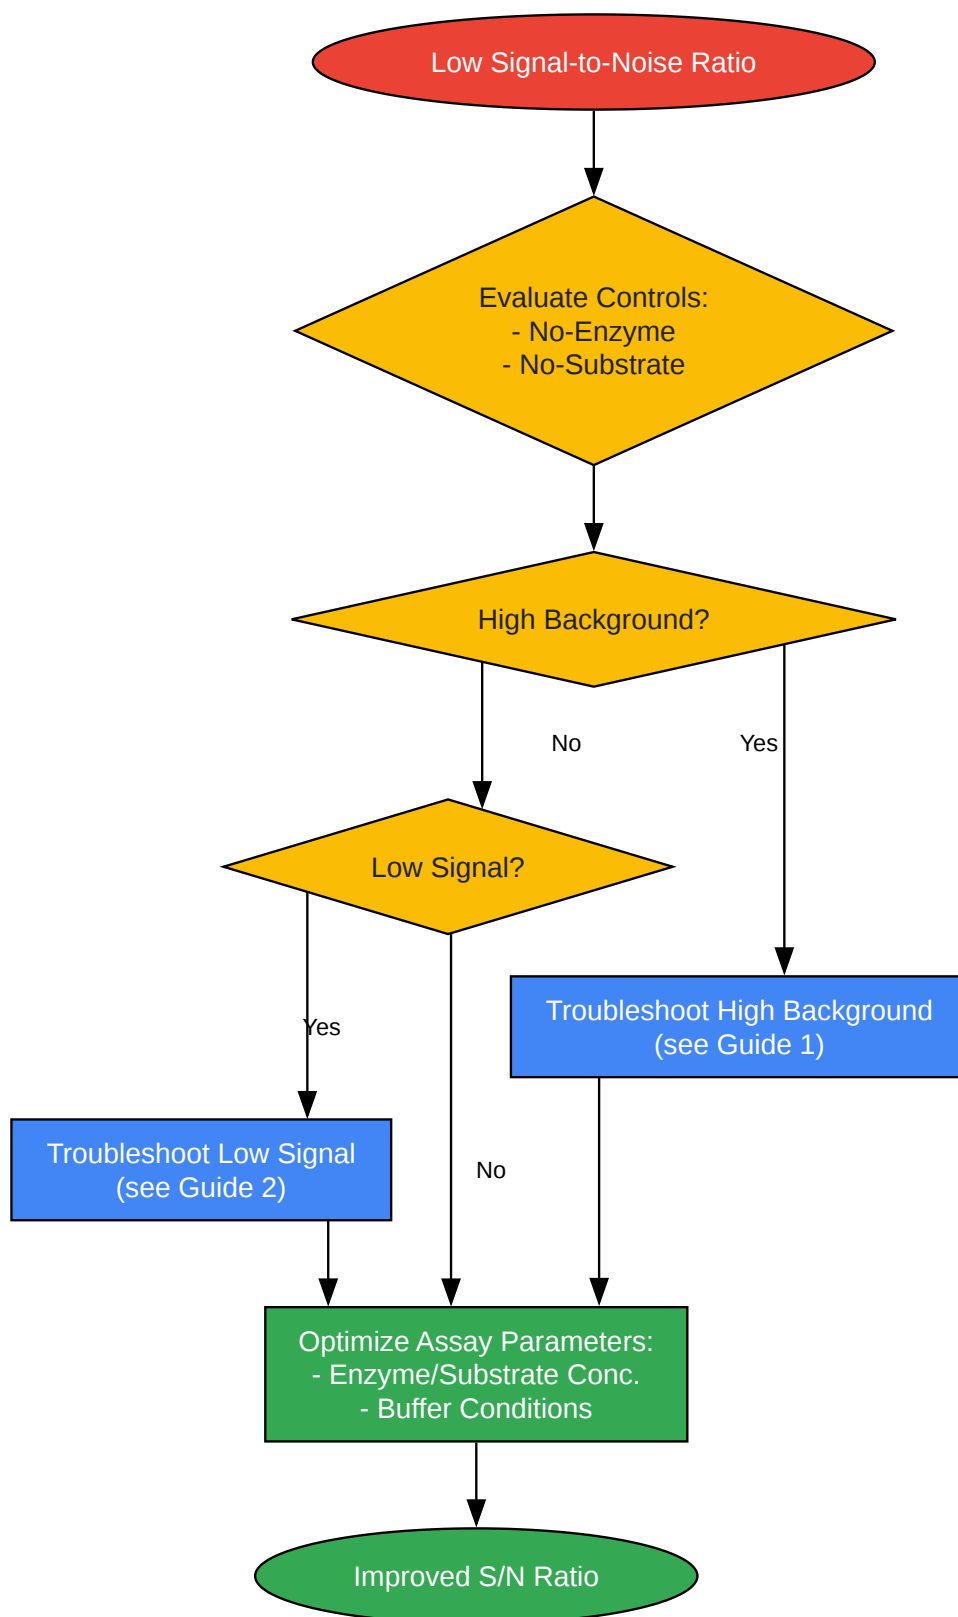 Low Signal-to-Noise Ratio
Evaluate Controls:
- No-Enzyme
- No-Substrate
High Background?
No
Yes
Low Signal?
Troubleshoot High Background
(see Guide 1)
Yes
Troubleshoot Low Signal
(see Guide 2)
No
Optimize Assay Parameters:
- Enzyme/Substrate Conc.
- Buffer Conditions
Improved S/N Ratio